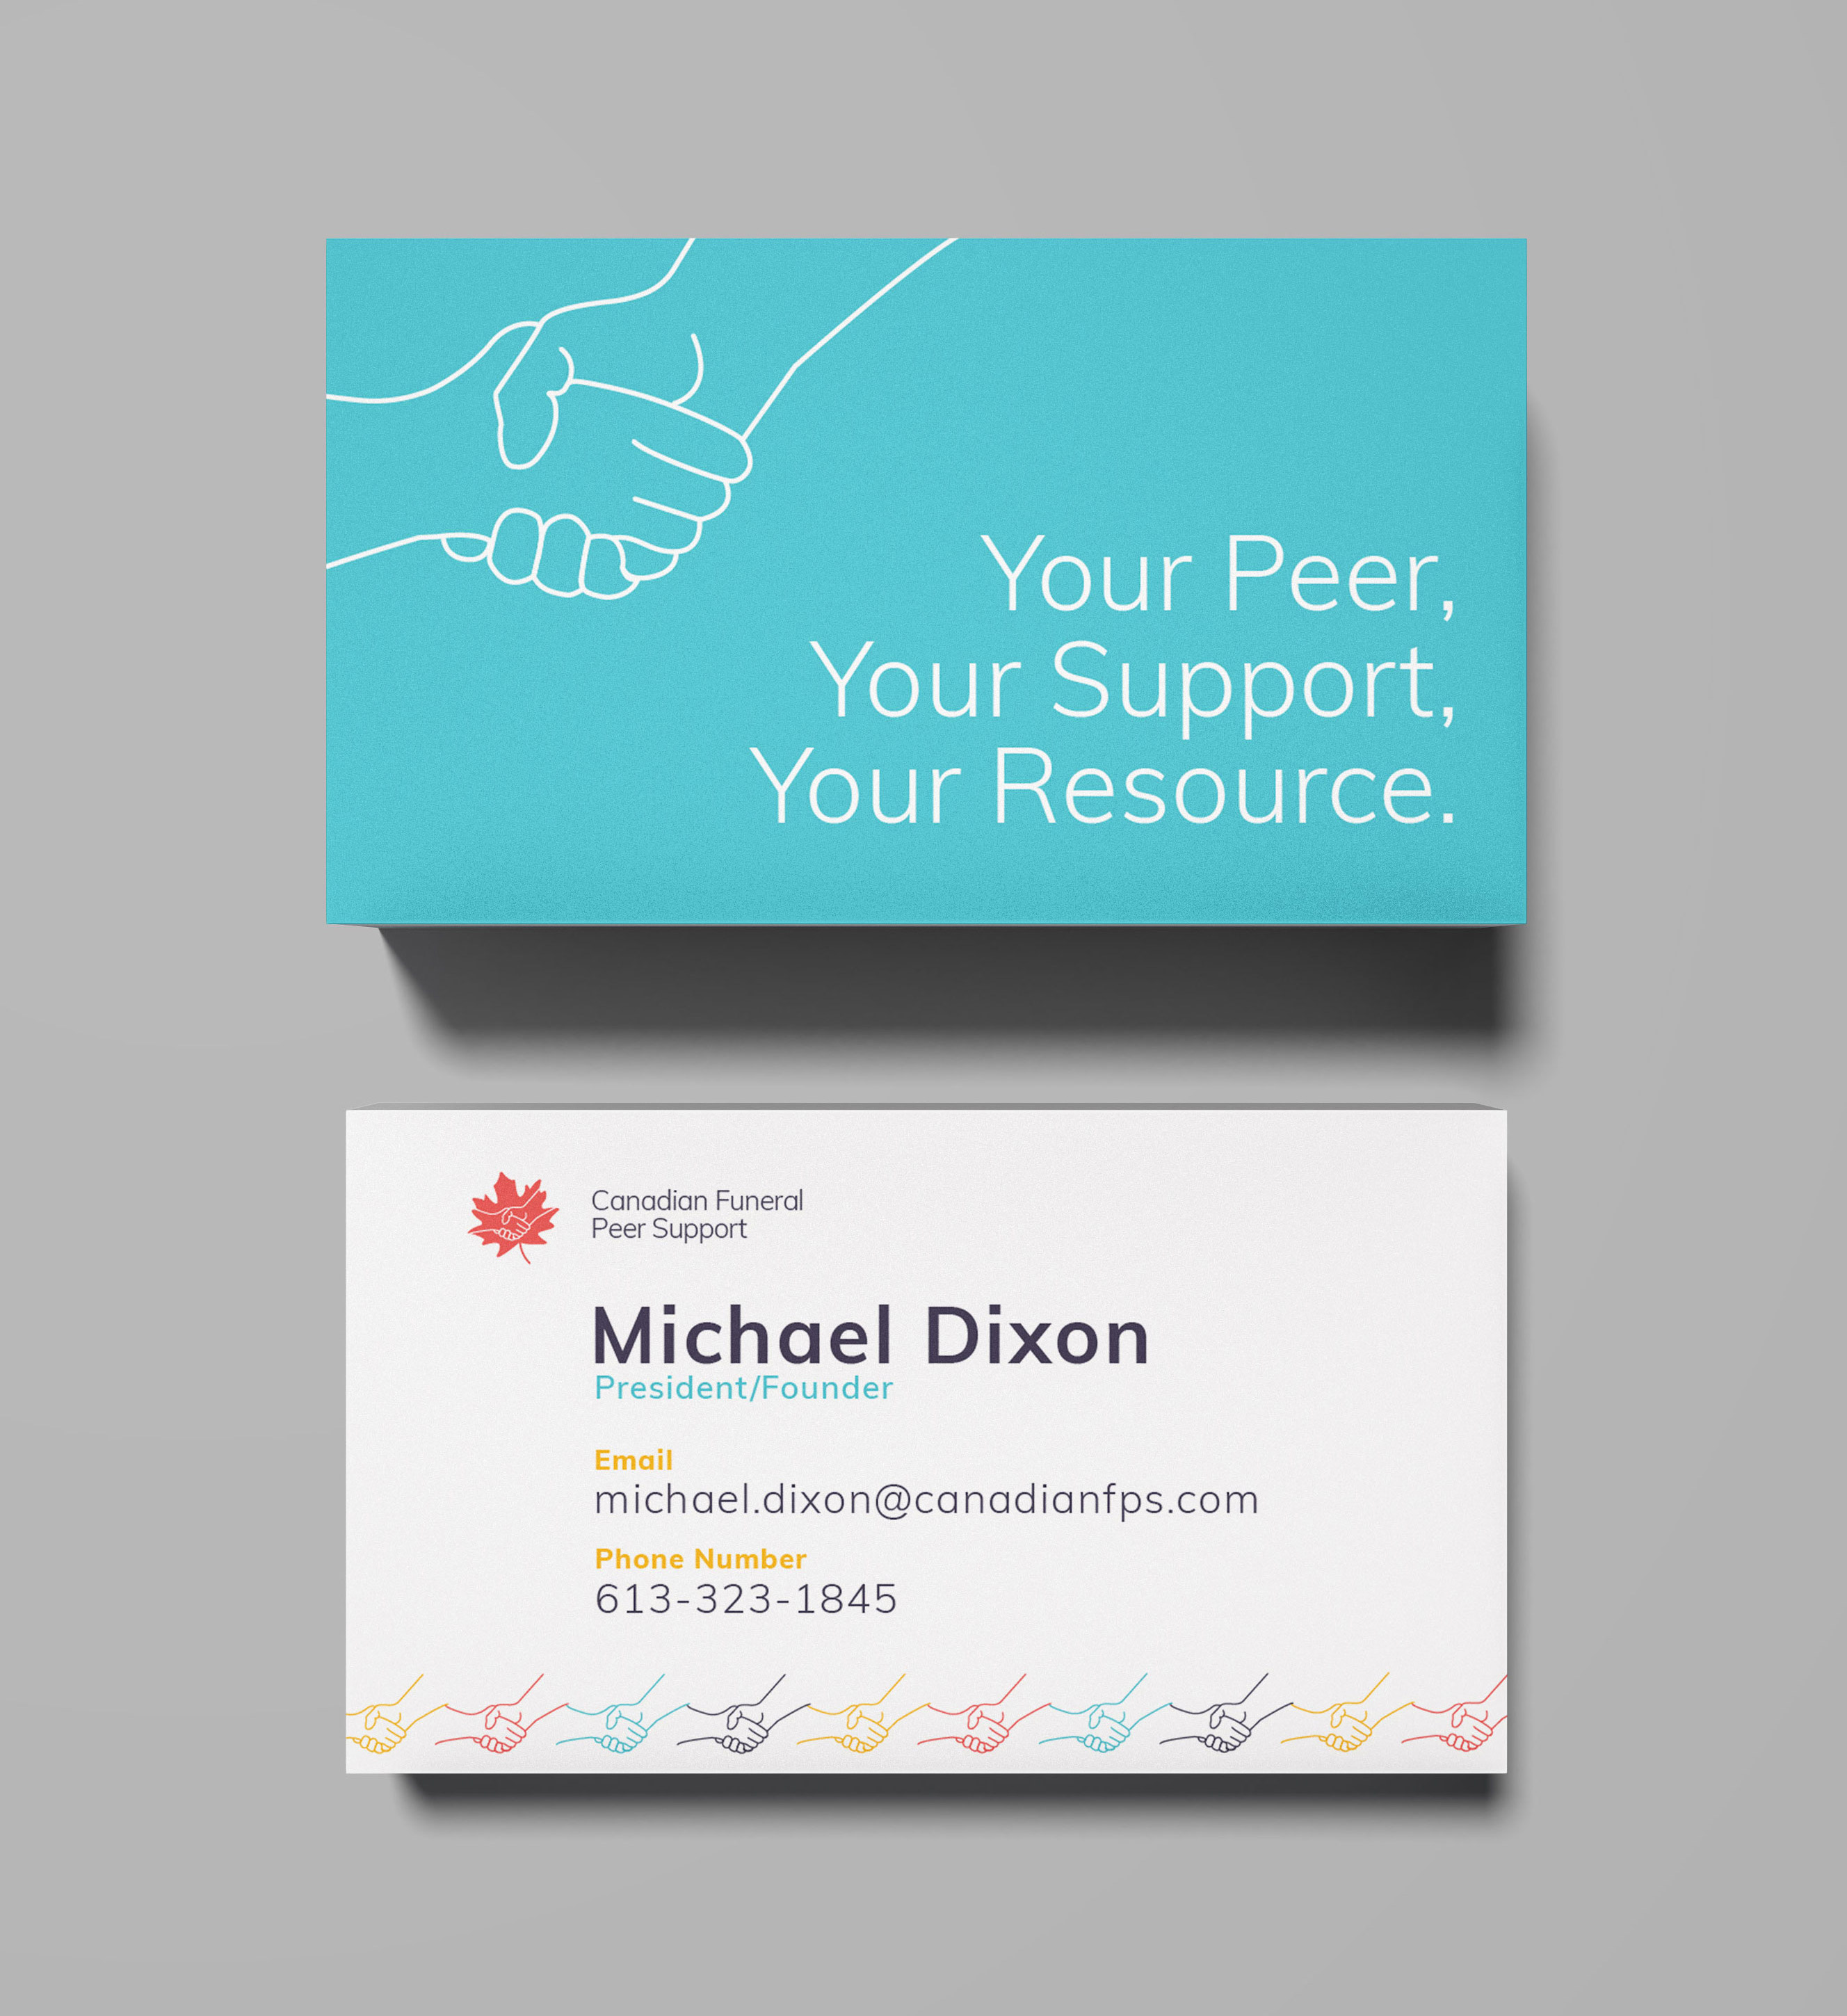 Your Peer,
Your Support,
Your Resource.
Canadian Funeral
Peer Support
Michael Dixon
President/Founder
Email
michael.dixon@canadianfps.com
Phone Number
613-323-1845